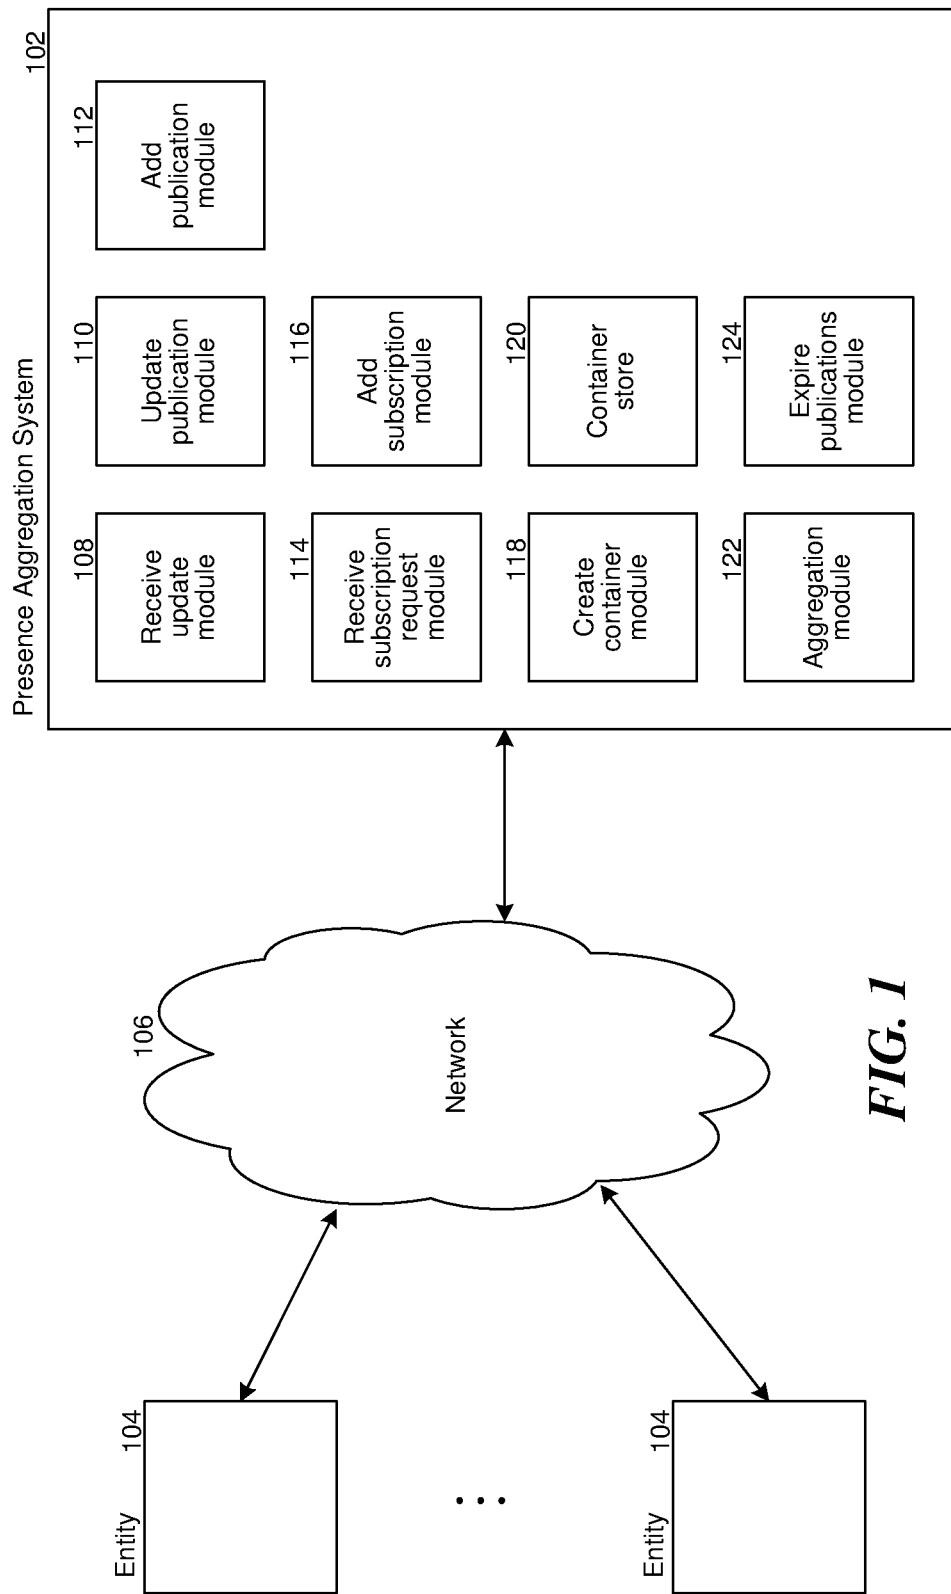 Presence Aggregation System
102
108
Receive
update
module
110
Update
publication
module
112
Add
publication
module
114
Receive
subscription
request
module
116
Add
subscription
module
118
Create
container
module
120
Container
store
122
Aggregation
module
124
Expire
publications
module
106
Network
Entity
104
...
Entity
104
FIG. 1